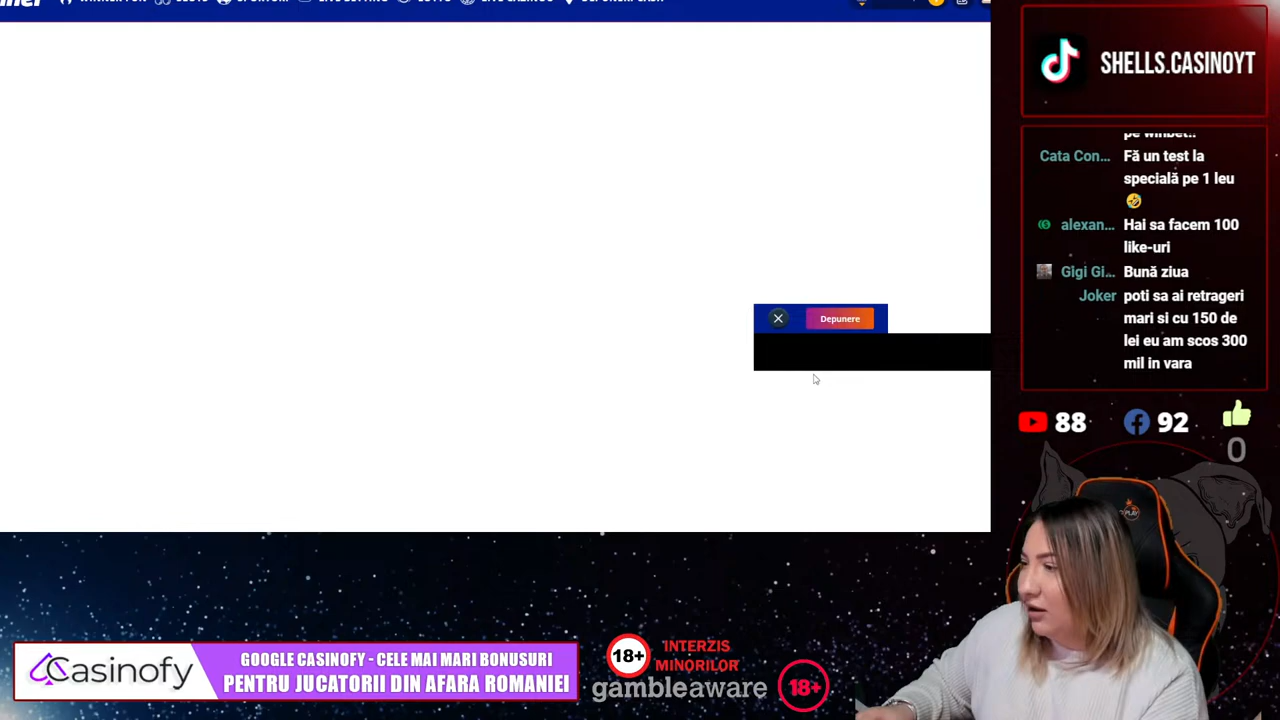 SHELLS.CASINOYT
Cata Con...
Fă un test la
specială pe 1 leu
🤣
alexan...
Hai sa facem 100
like-uri
Gigi Gi...
Bună ziua
Joker
poti sa ai retrageri
mari si cu 150 de
lei eu am scos 300
mil in vara
Depunere
88
92
0
PLAY
Casinofy
GOOGLE CASINOFY - CELE MAI MARI BONUSURI
PENTRU JUCATORII DIN AFARA ROMANIEI
18+
INTERZIS
MINORILOR
gambleaware
18+